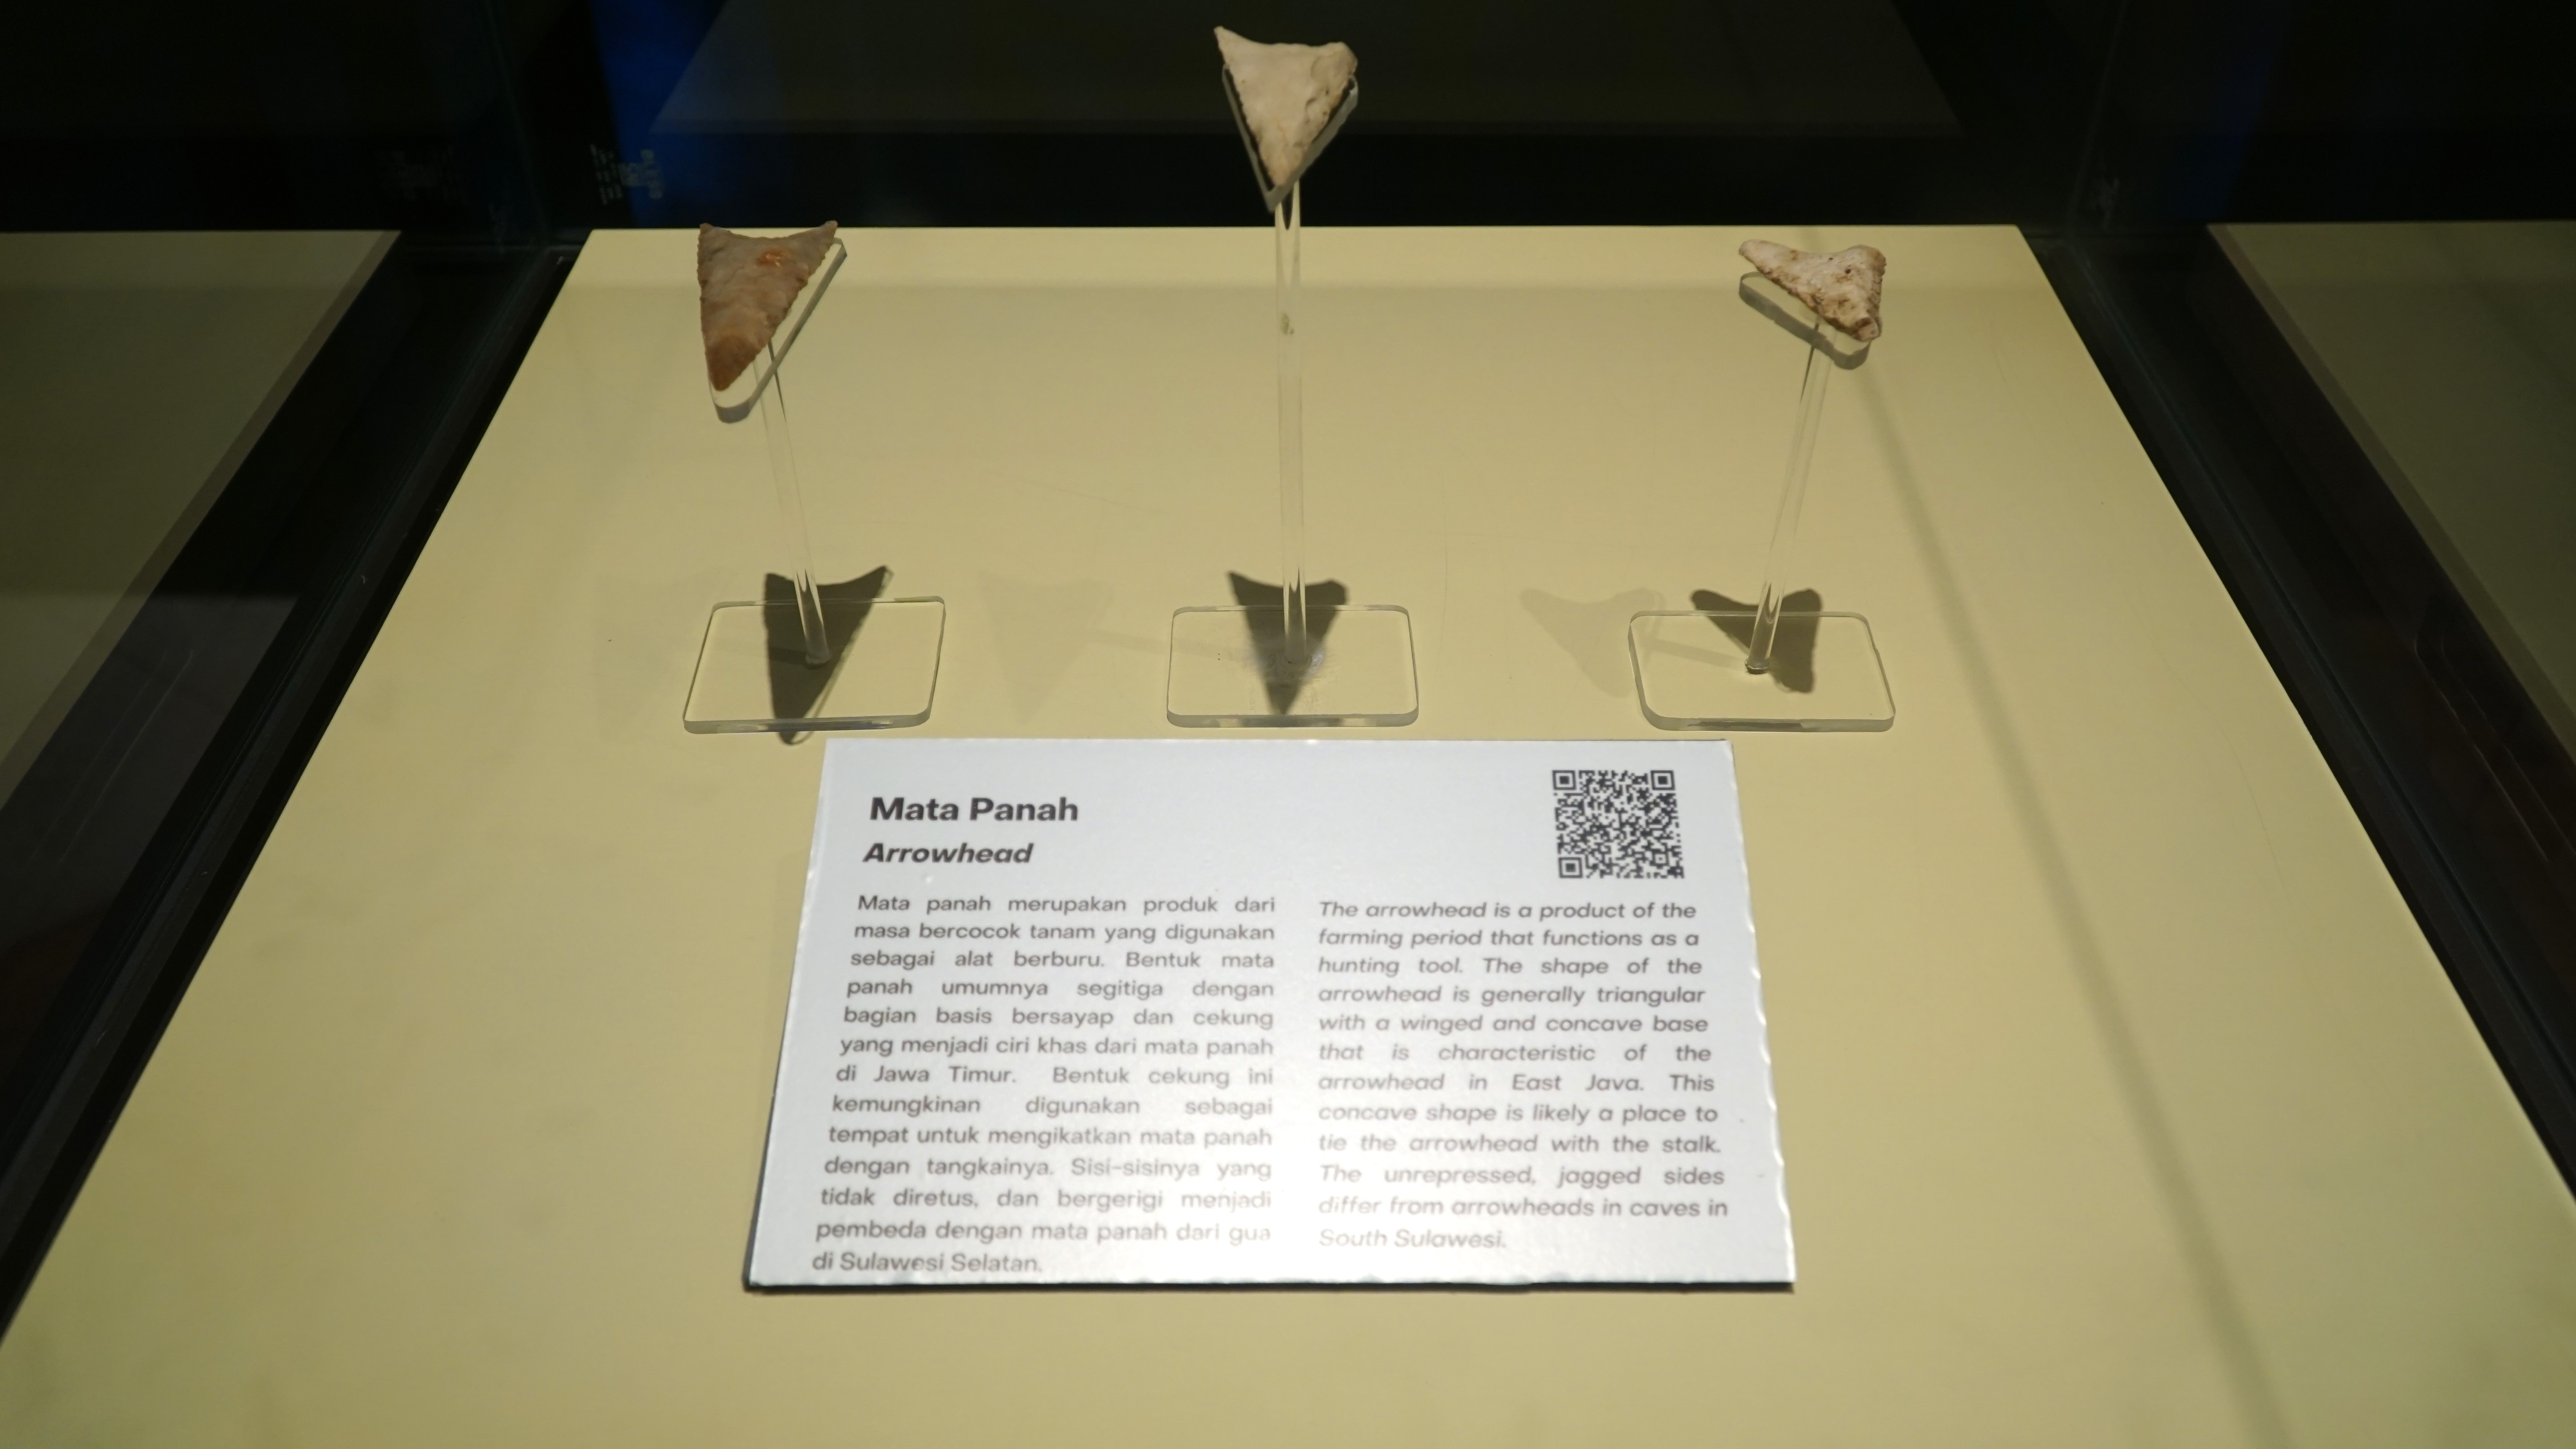 Mata Panah
Arrowhead
Mata panah merupakan produk dari
masa bercocok tanam yang digunakan
sebagai alat berburu. Bentuk mata
panah umumnya segitiga dengan
bagian basis bersayap dan cekung
yang menjadi ciri khas dari mata panah
di Jawa Timur. Bentuk cekung ini
kemungkinan digunakan sebagai
tempat untuk mengikatkan mata panah
dengan tangkainya. Sisi-sisinya yang
tidak diretus, dan bergerigi menjadi
pembeda dengan mata panah dari gua
di Sulawesi Selatan.
The arrowhead is a product of the
farming period that functions as a
hunting tool. The shape of the
arrowhead is generally triangular
with a winged and concave base
that is characteristic of the
arrowhead in East Java. This
concave shape is likely a place to
tie the arrowhead with the stalk.
The unrepressed, jagged sides
differ from arrowheads in caves in
South Sulawesi.